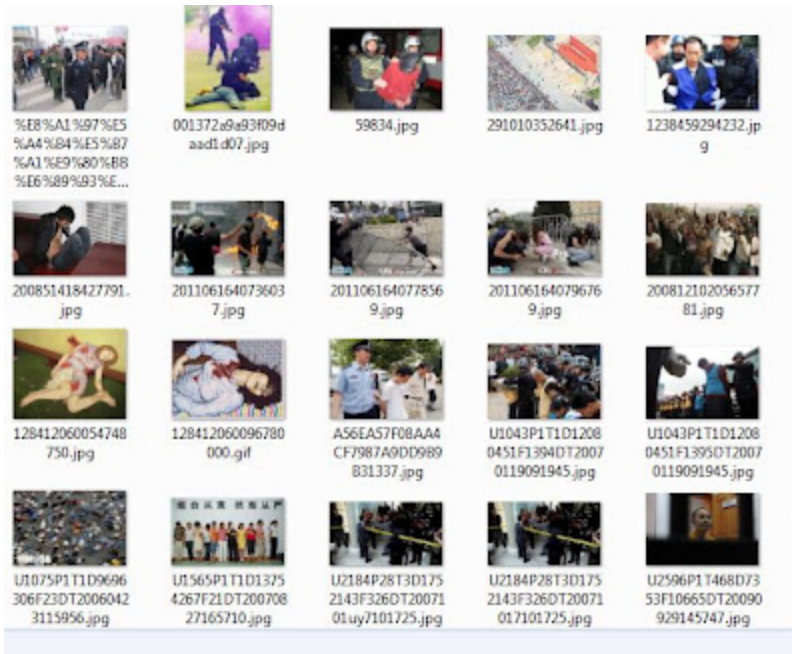 %E8%A1%97%E5
%A4%B4%E5%B7
%A1%E9%80%BB
%E6%89%93%E...
001372a9a93f09d
aad1d07.jpg
59834.jpg
291010352641.jpg
1238459294232.jp
g
200851418427791.
jpg
201106164073603
7.jpg
201106164077856
9.jpg
201106164079676
9.jpg
200812102056577
81.jpg
128412060054748
750.jpg
128412060096780
000.gif
A56EA57F08AA4
CF7987A9DD989
B31337.jpg
U1043P1T1D1208
0451F1394DT2007
0119091945.jpg
U1043P1T1D1208
0451F1395DT2007
0119091945.jpg
U1075P1T1D9696
306F23DT2006042
3115956.jpg
U1565P1T1D1375
4267F21DT200708
27165710.jpg
U2184P28T3D175
2143F326DT20071
01uy7101725.jpg
U2184P28T3D175
2143F326DT20071
017101725.jpg
U2596P1T468D73
53F10665DT20090
929145747.jpg